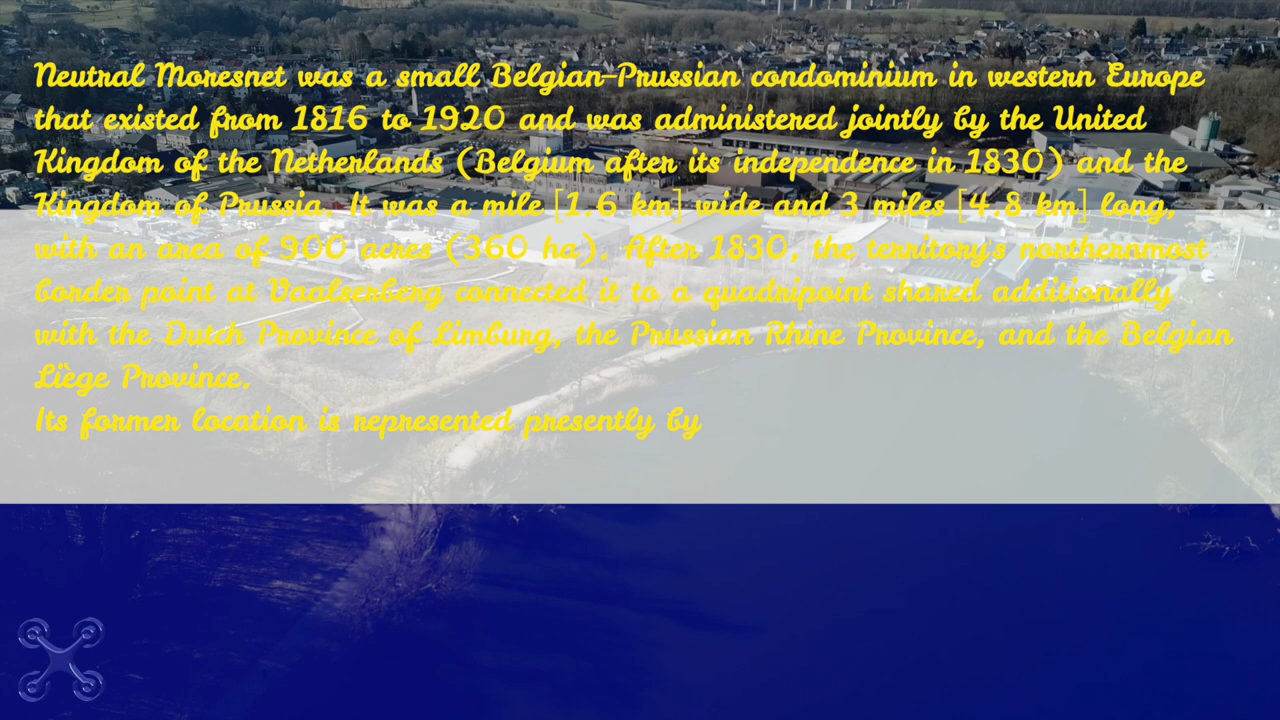 Neutral Moresnet was a small Belgian–Prussian condominium in western Europe
that existed from 1816 to 1920 and was administered jointly by the United
Kingdom of the Netherlands (Belgium after its independence in 1830) and the
Kingdom of Prussia. It was a mile [1.6 km] wide and 3 miles [4.8 km] long,
with an area of 900 acres (360 ha). After 1830, the territory's northernmost
border point at Vaalserberg connected it to a quadripoint shared additionally
with the Dutch Province of Limburg, the Prussian Rhine Province, and the Belgian
Liège Province.
Its former location is represented presently by